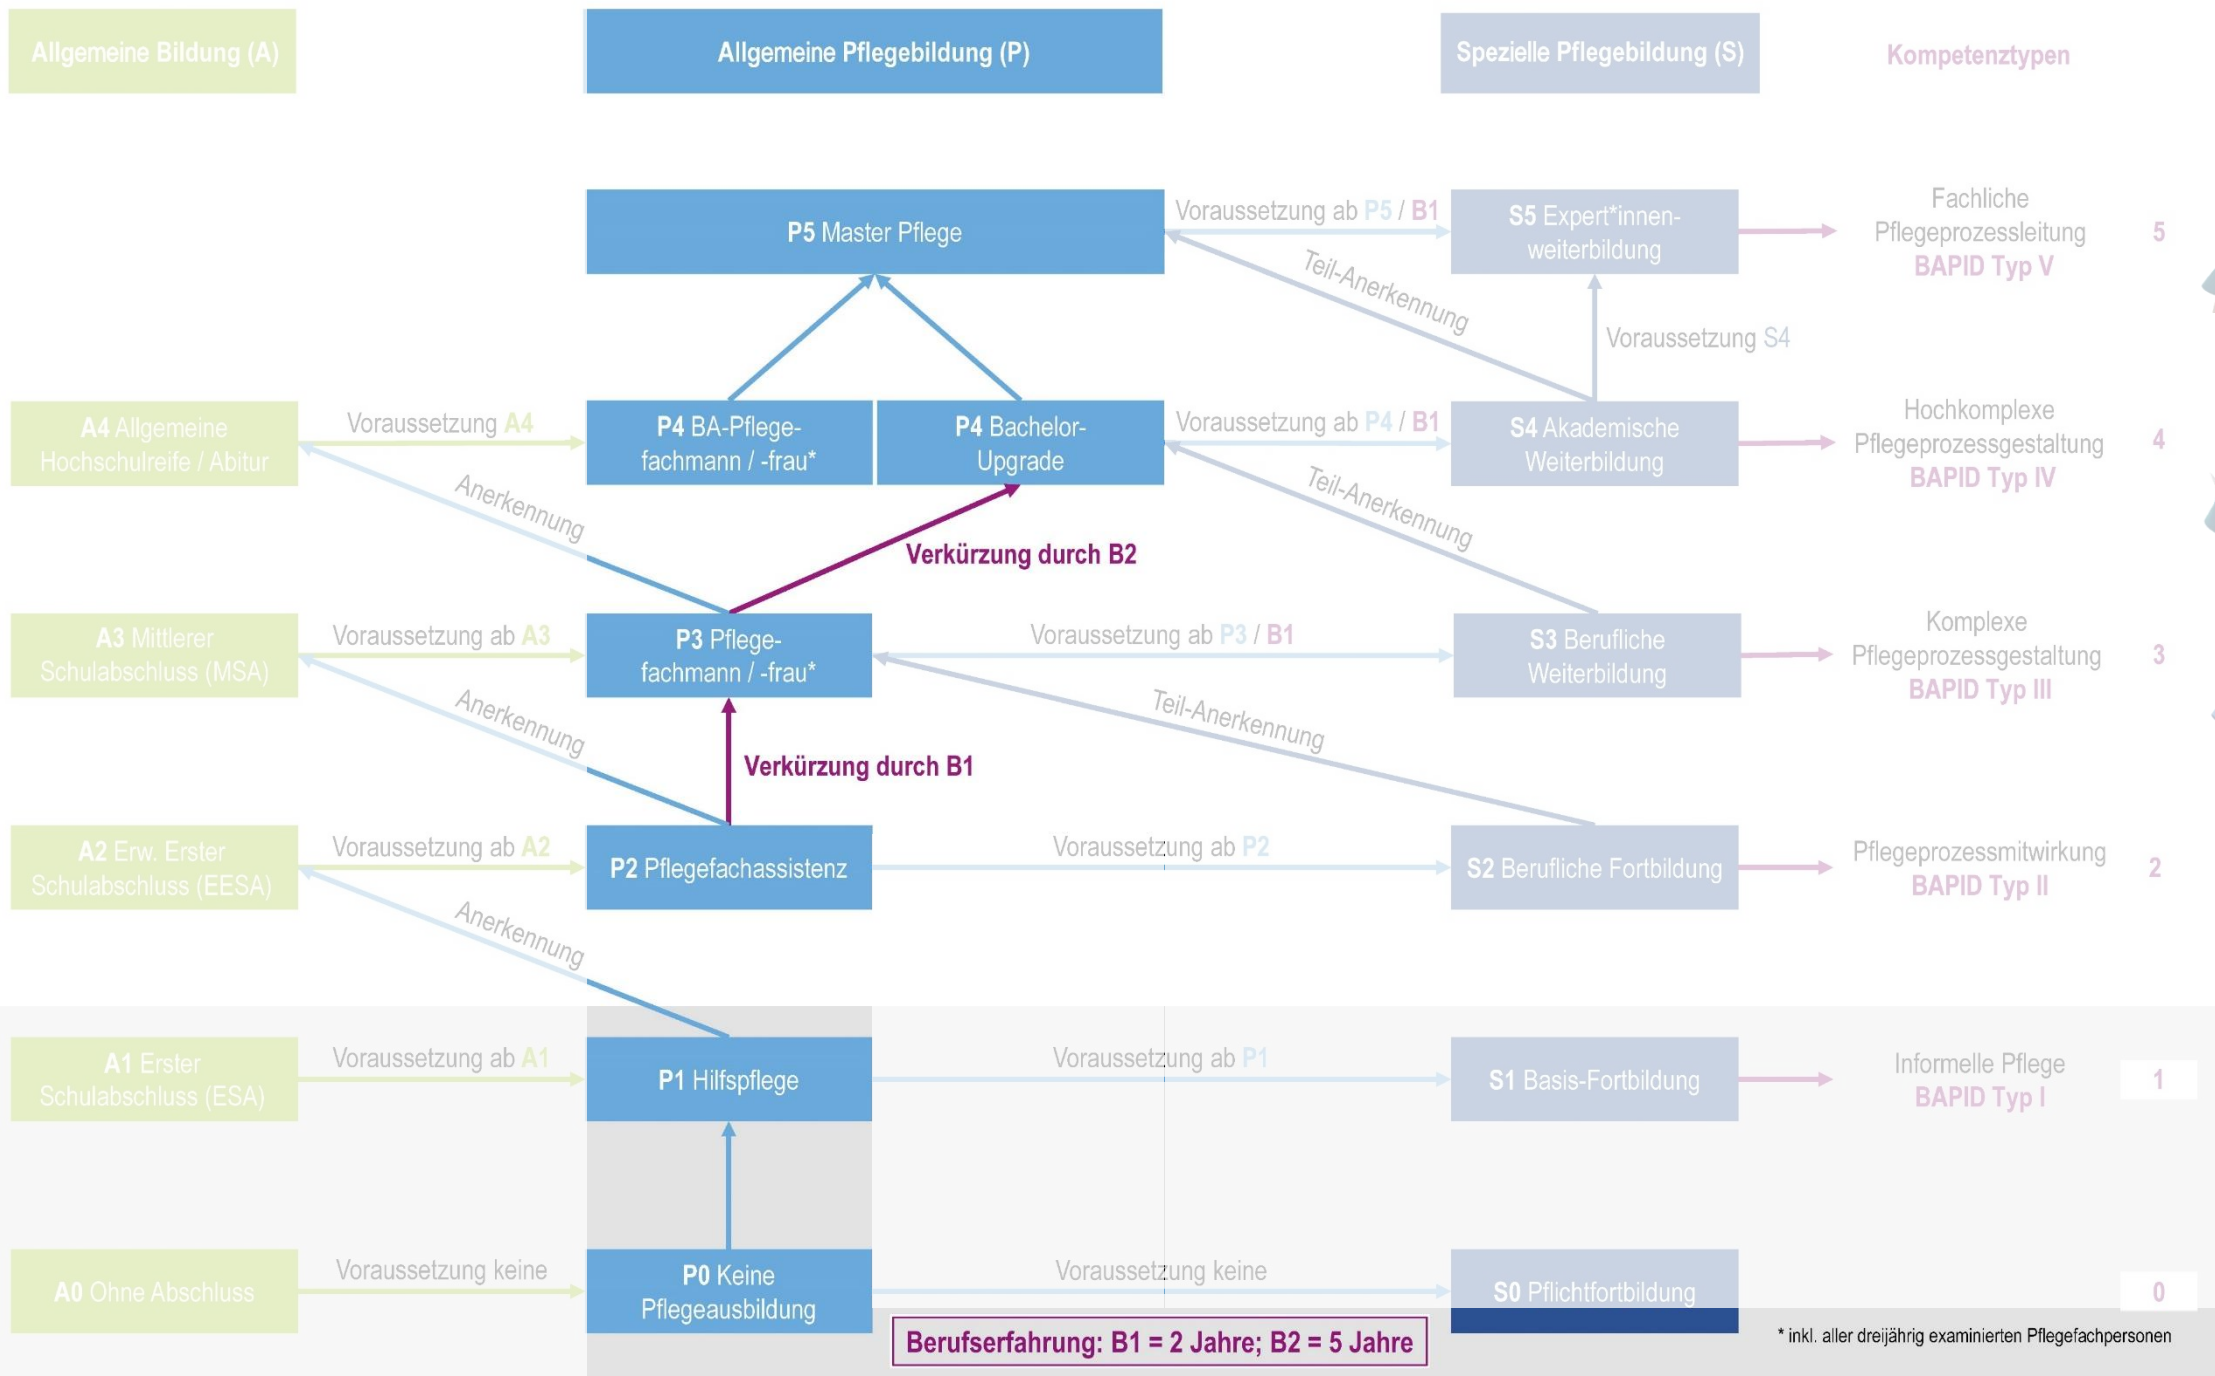 Allgemeine Bildung (A)
Allgemeine Pflegebildung (P)
Spezielle Pflegebildung (S)
Kompetenztypen
P5 Master Pflege
Voraussetzung ab P5 / B1
S5 Expert*innen-
weiterbildung
Fachliche
Pflegeprozessleitung
BAPID Typ V
5
Teil-Anerkennung
Voraussetzung S4
A4 Allgemeine
Hochschulreife / Abitur
Voraussetzung A4
P4 BA-Pflege-
fachmann / -frau*
P4 Bachelor-
Upgrade
Voraussetzung ab P4 / B1
S4 Akademische
Weiterbildung
Hochkomplexe
Pflegeprozessgestaltung
BAPID Typ IV
4
Anerkennung
Verkürzung durch B2
Teil-Anerkennung
A3 Mittlerer
Schulabschluss (MSA)
Voraussetzung ab A3
P3 Pflege-
fachmann / -frau*
Voraussetzung ab P3 / B1
S3 Berufliche
Weiterbildung
Komplexe
Pflegeprozessgestaltung
BAPID Typ III
3
Anerkennung
Verkürzung durch B1
Teil-Anerkennung
A2 Erw. Erster
Schulabschluss (EESA)
Voraussetzung ab A2
P2 Pflegefachassistenz
Voraussetzung ab P2
S2 Berufliche Fortbildung
Pflegeprozessmitwirkung
BAPID Typ II
2
Anerkennung
A1 Erster
Schulabschluss (ESA)
Voraussetzung ab A1
P1 Hilfspflege
Voraussetzung ab P1
S1 Basis-Fortbildung
Informelle Pflege
BAPID Typ I
1
A0 Ohne Abschluss
Voraussetzung keine
P0 Keine
Pflegeausbildung
Voraussetzung keine
S0 Pflichtfortbildung
0
Berufserfahrung: B1 = 2 Jahre; B2 = 5 Jahre
* inkl. aller dreijährig examinierten Pflegefachpersonen